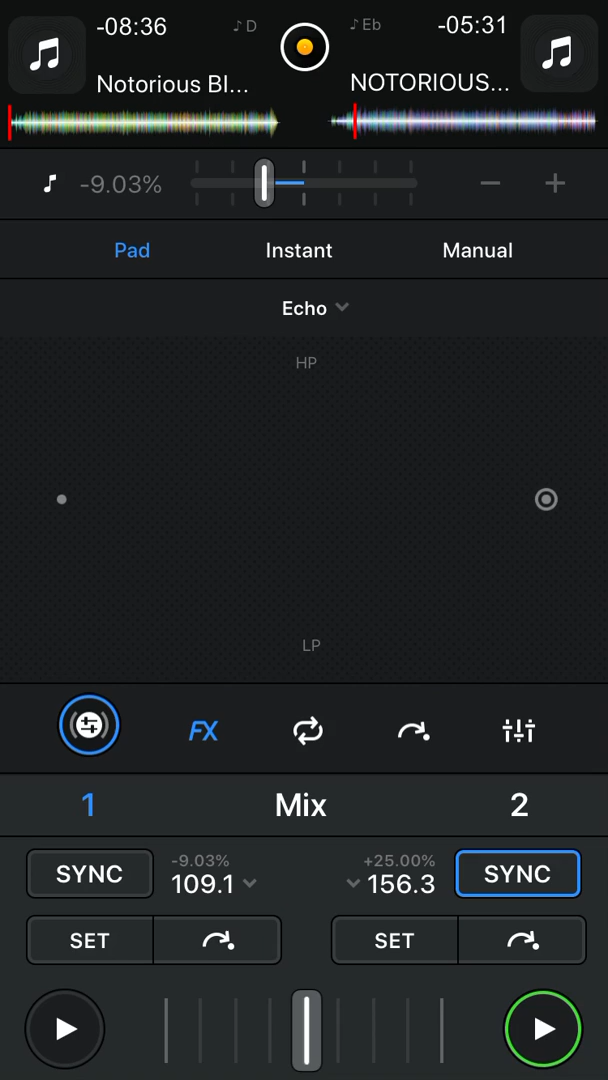 -08:36 ♪ D ♪ Eb -05:31
Notorious BI... NOTORIOUS...
-9.03%
Pad Instant Manual
Echo
HP
LP
FX
1 Mix 2
SYNC -9.03% 109.1 +25.00% 156.3 SYNC
SET SET